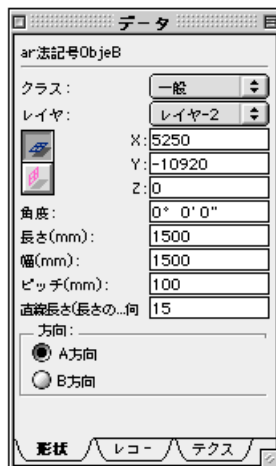 データ
ar法記号ObjeB
クラス: 一般
レイヤ: レイヤ-2
X: 5250
Y: -10920
Z: 0
角度: 0° 0'0"
長さ(mm): 1500
幅(mm): 1500
ピッチ(mm): 100
直線長さ(長さの...何 15
方向:
A方向
B方向
形状 レコー テクス